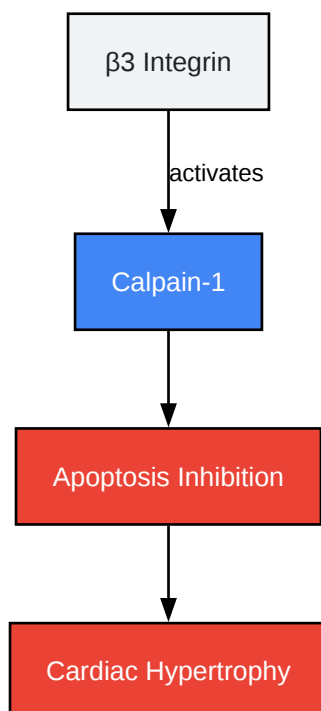 β3 Integrin
activates
Calpain-1
Apoptosis Inhibition
Cardiac Hypertrophy